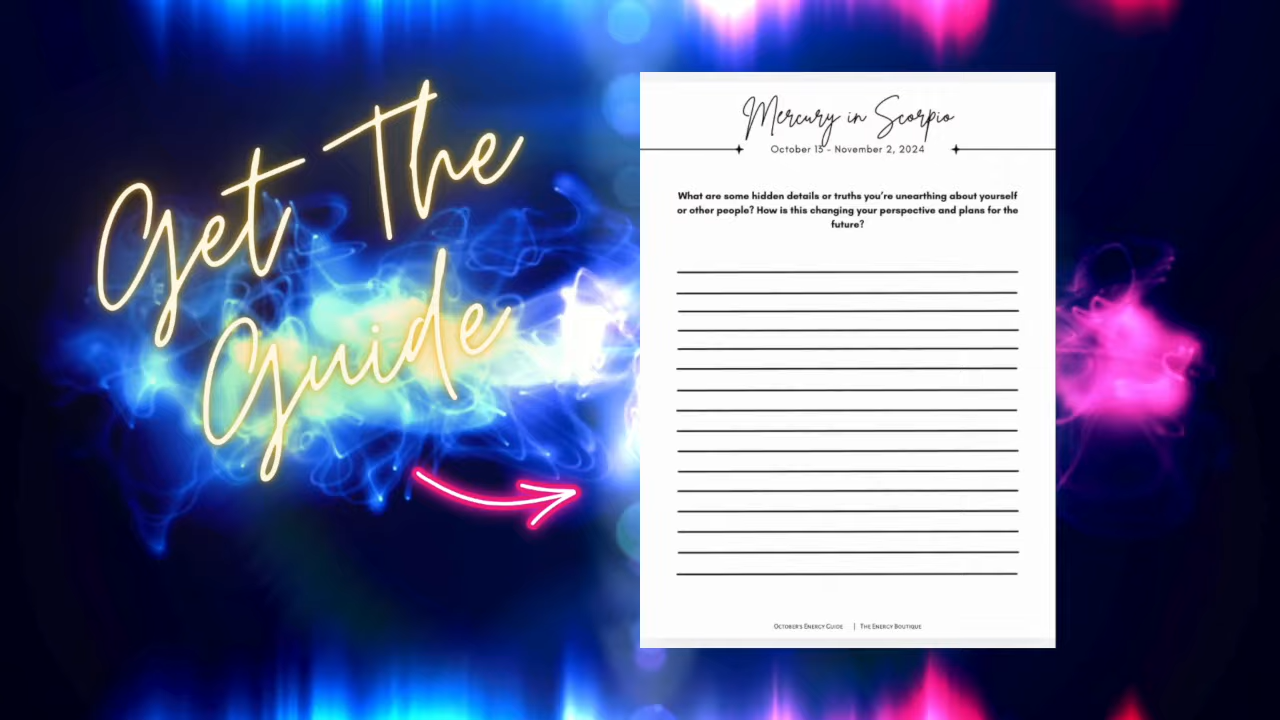 Get The
Guide
Mercury in Scorpio
October 15 - November 2, 2024
What are some hidden details or truths you're unearthing about yourself
or other people? How is this changing your perspective and plans for the
future?
October's Energy Guide | The Energy Boutique